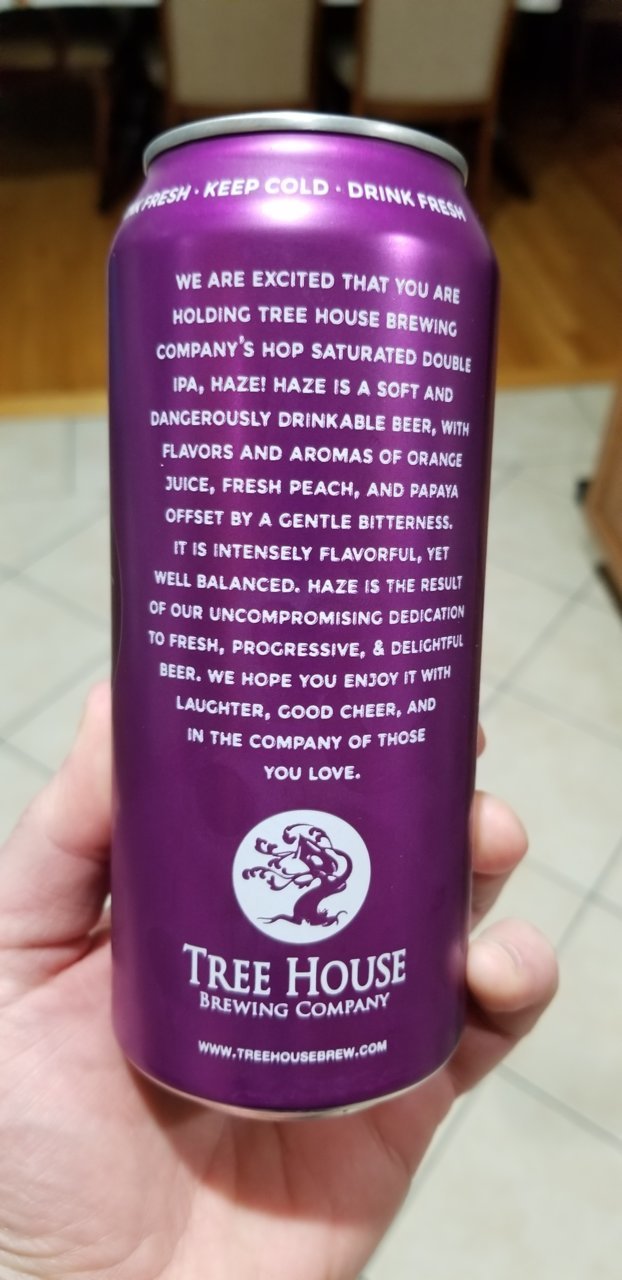 FRESH · KEEP COLD · DRINK FRESH
WE ARE EXCITED THAT YOU ARE
HOLDING TREE HOUSE BREWING
COMPANY'S HOP SATURATED DOUBLE
IPA, HAZE! HAZE IS A SOFT AND
DANGEROUSLY DRINKABLE BEER, WITH
FLAVORS AND AROMAS OF ORANGE
JUICE, FRESH PEACH, AND PAPAYA
OFFSET BY A GENTLE BITTERNESS.
IT IS INTENSELY FLAVORFUL, YET
WELL BALANCED. HAZE IS THE RESULT
OF OUR UNCOMPROMISING DEDICATION
TO FRESH, PROGRESSIVE, & DELIGHTFUL
BEER. WE HOPE YOU ENJOY IT WITH
LAUGHTER, GOOD CHEER, AND
IN THE COMPANY OF THOSE
YOU LOVE.
TREE HOUSE
BREWING COMPANY
WWW.TREEHOUSEBREW.COM